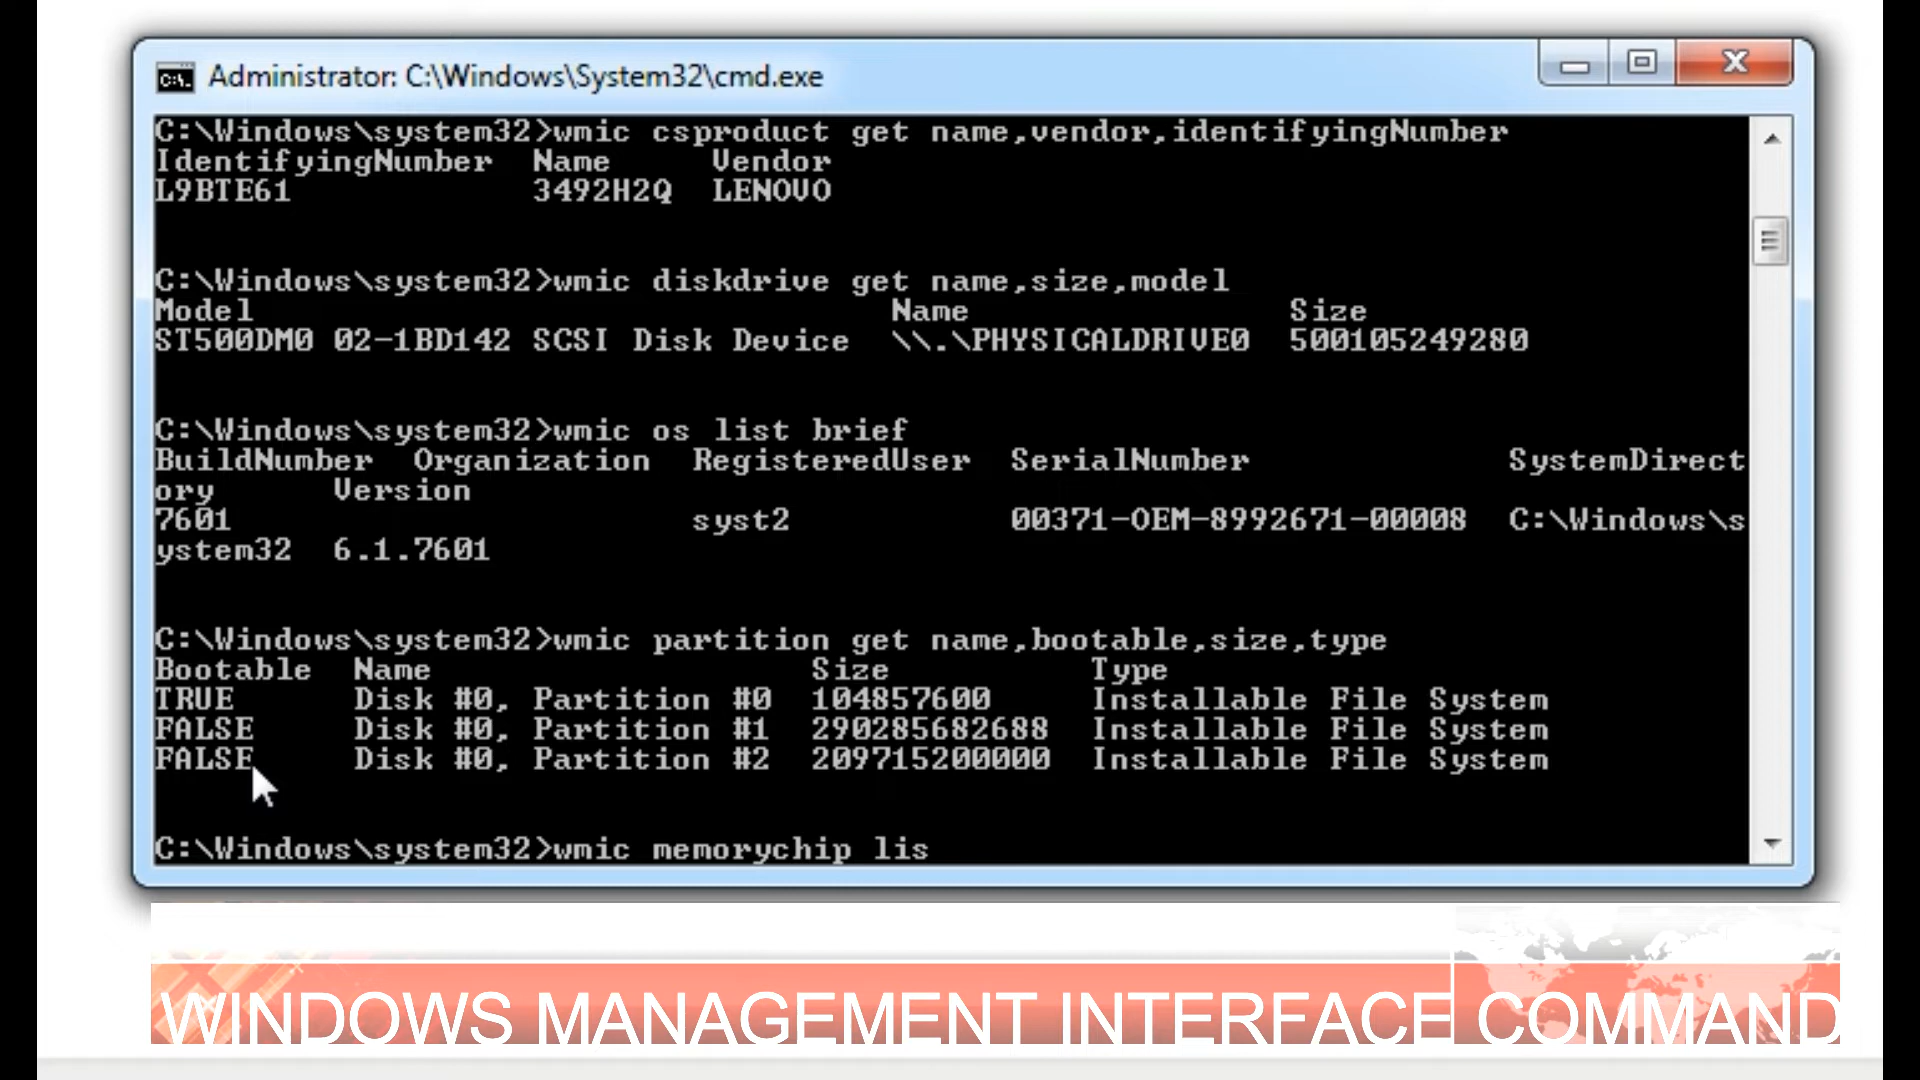 Administrator: C:\Windows\System32\cmd.exe
C:\Windows\system32>wmic csproduct get name,vendor,identifyingNumber
IdentifyingNumber  Name     Vendor
L9BTE61            3492H2Q  LENOVO
C:\Windows\system32>wmic diskdrive get name,size,model
Model                                Name                Size
ST500DM0 02-1BD142 SCSI Disk Device  \\.\PHYSICALDRIVE0  500105249280
C:\Windows\system32>wmic os list brief
BuildNumber  Organization  RegisteredUser  SerialNumber             SystemDirect
ory      Version
7601                       syst2           00371-OEM-8992671-00008  C:\Windows\s
ystem32  6.1.7601
C:\Windows\system32>wmic partition get name,bootable,size,type
Bootable  Name                   Size          Type
TRUE      Disk #0, Partition #0  104857600     Installable File System
FALSE     Disk #0, Partition #1  290285682688  Installable File System
FALSE     Disk #0, Partition #2  209715200000  Installable File System
C:\Windows\system32>wmic memorychip lis
WINDOWS MANAGEMENT INTERFACE COMMAND